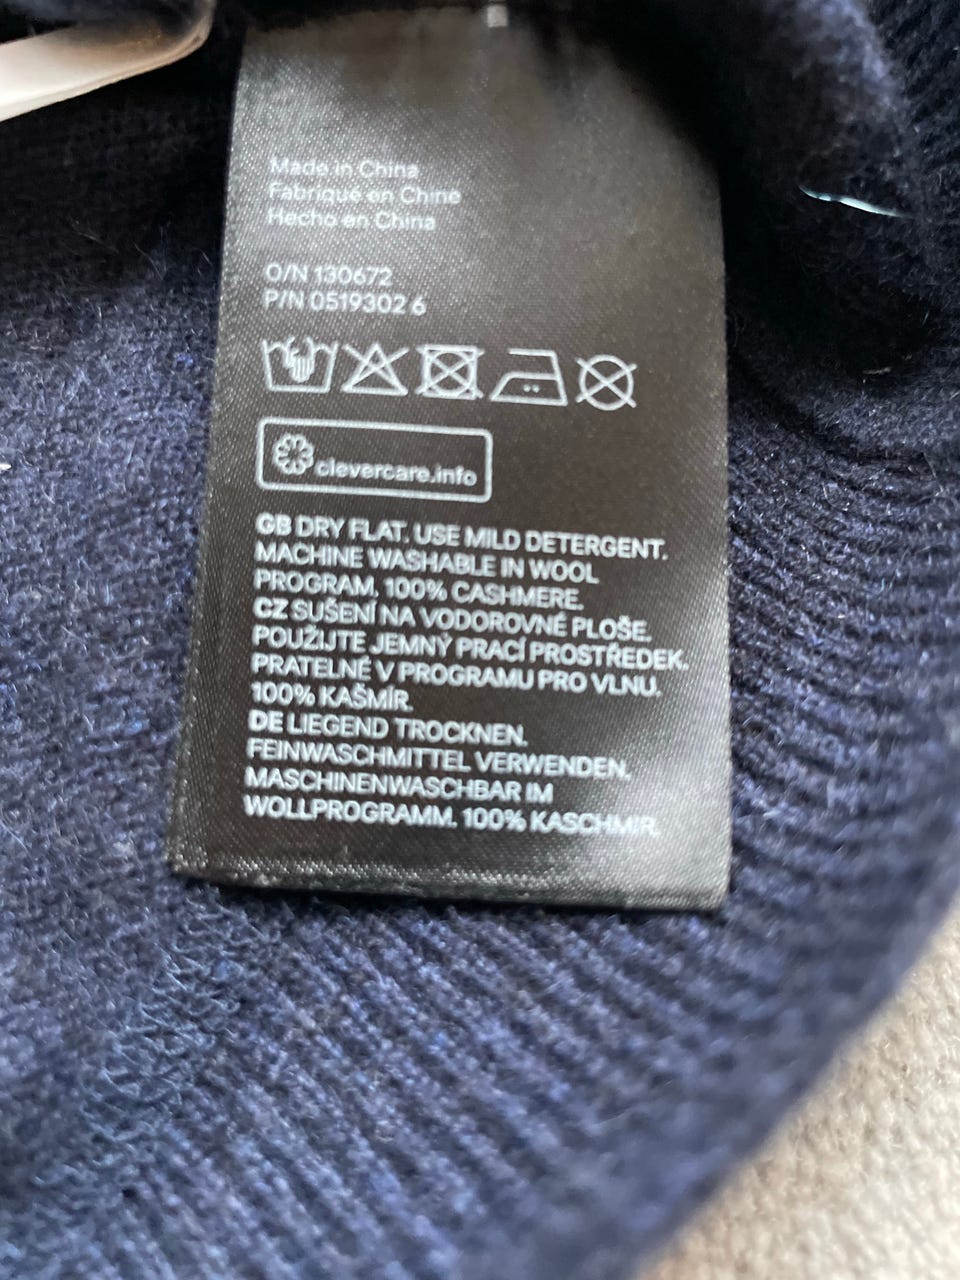 Made in China
Fabriqué en Chine
Hecho en China
O/N 130672
P/N 0519302 6
clevercare.info
GB DRY FLAT. USE MILD DETERGENT.
MACHINE WASHABLE IN WOOL
PROGRAM. 100% CASHMERE.
CZ SUŠENÍ NA VODOROVNÉ PLOŠE.
POUŽIJTE JEMNÝ PRACÍ PROSTŘEDEK.
PRATELNÉ V PROGRAMU PRO VLNU.
100% KAŠMÍR.
DE LIEGEND TROCKNEN.
FEINWASCHMITTEL VERWENDEN.
MASCHINENWASCHBAR IM
WOLLPROGRAMM. 100% KASCHMIR.